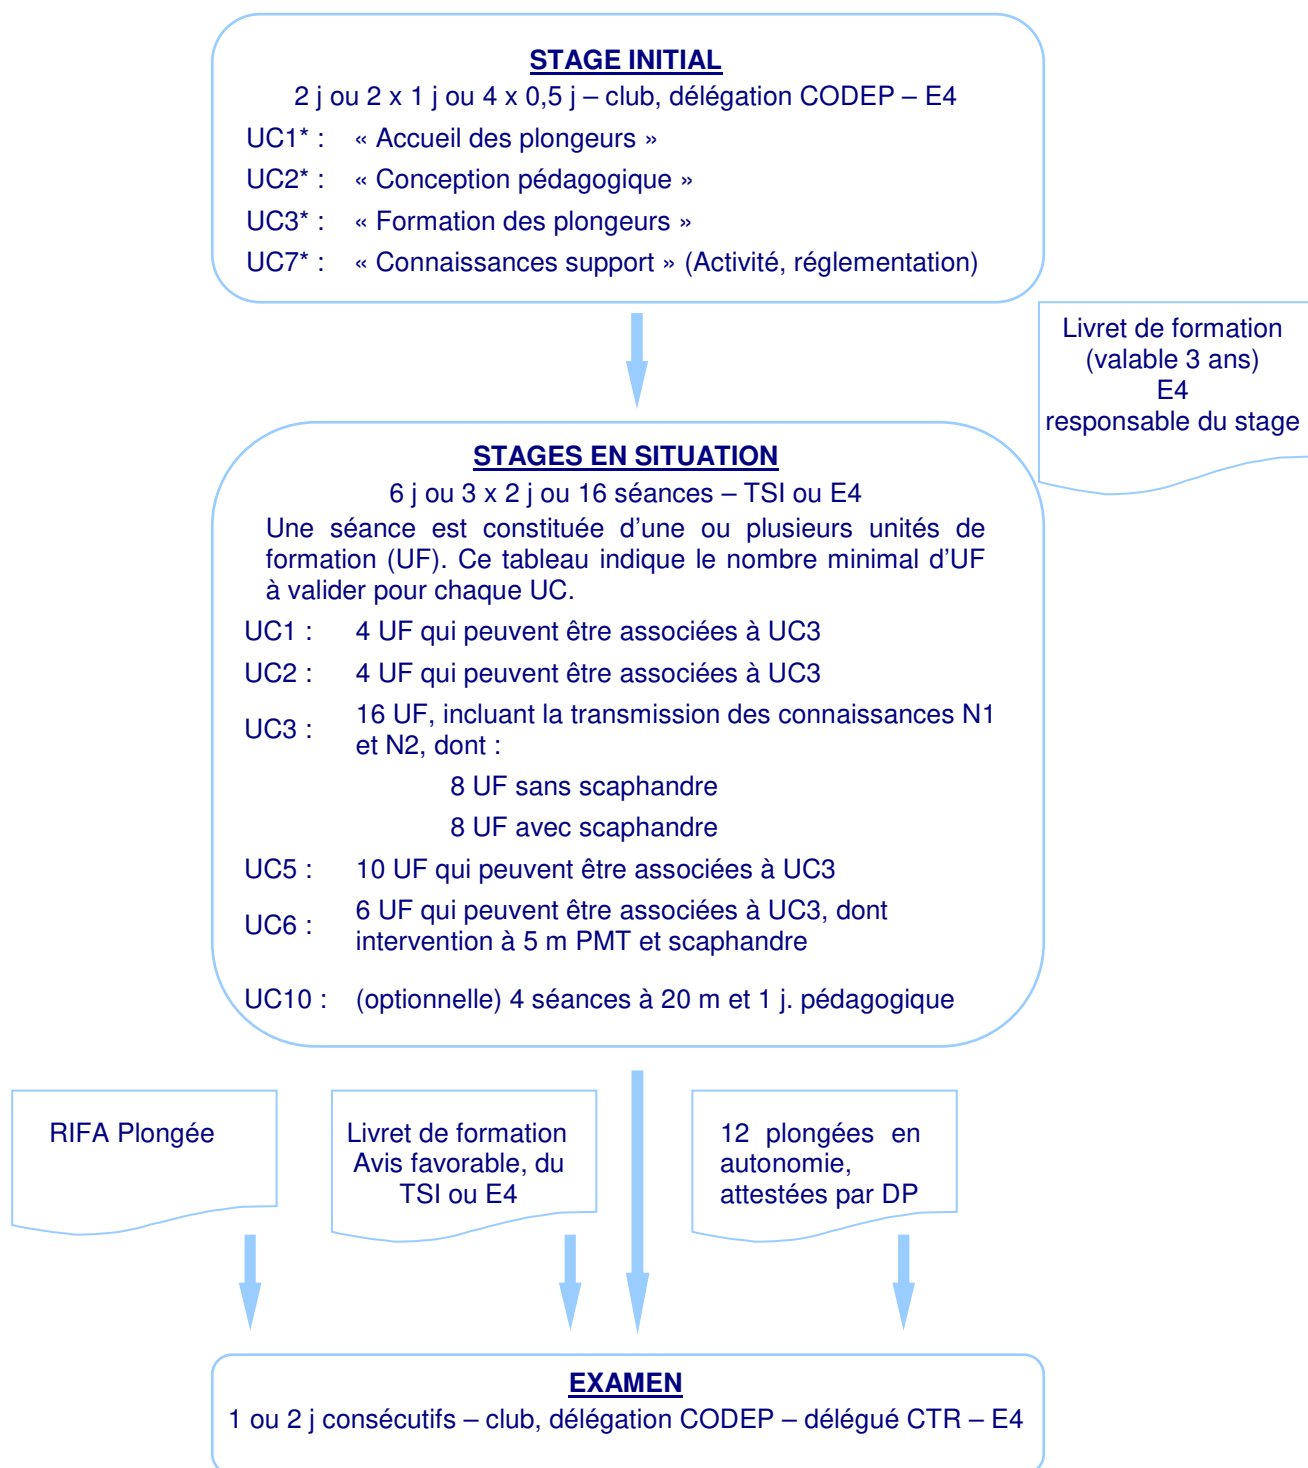 STAGE INITIAL
2 j ou 2 x 1 j ou 4 x 0,5 j – club, délégation CODEP – E4
UC1* : « Accueil des plongeurs »
UC2* : « Conception pédagogique »
UC3* : « Formation des plongeurs »
UC7* : « Connaissances support » (Activité, réglementation)
Livret de formation
(valable 3 ans)
E4
responsable du stage
STAGES EN SITUATION
6 j ou 3 x 2 j ou 16 séances – TSI ou E4
Une séance est constituée d’une ou plusieurs unités de
formation (UF). Ce tableau indique le nombre minimal d’UF
à valider pour chaque UC.
UC1 : 4 UF qui peuvent être associées à UC3
UC2 : 4 UF qui peuvent être associées à UC3
UC3 : 16 UF, incluant la transmission des connaissances N1
et N2, dont :
8 UF sans scaphandre
8 UF avec scaphandre
UC5 : 10 UF qui peuvent être associées à UC3
UC6 : 6 UF qui peuvent être associées à UC3, dont
intervention à 5 m PMT et scaphandre
UC10 : (optionnelle) 4 séances à 20 m et 1 j. pédagogique
RIFA Plongée
Livret de formation
Avis favorable, du
TSI ou E4
12 plongées en
autonomie,
attestées par DP
EXAMEN
1 ou 2 j consécutifs – club, délégation CODEP – délégué CTR – E4